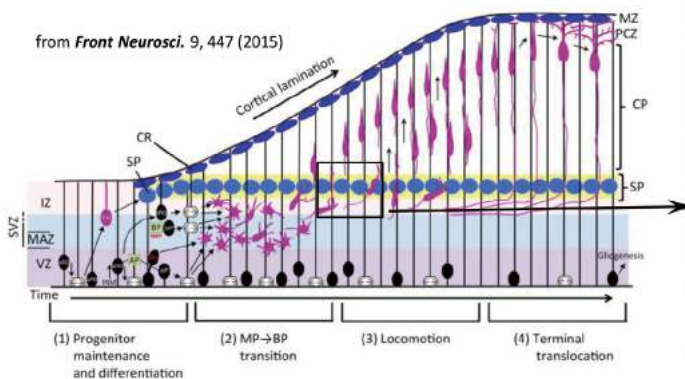 from Front Neurosci. 9, 447 (2015)
Cortical lamination
MZ
PCZ
CP
CR
SP
SP
IZ
SVZ
MAZ
VZ
BP
AP
INM
Gliogenesis
Time
(1) Progenitor
maintenance
and differentiation
(2) MP→BP
transition
(3) Locomotion
(4) Terminal
translocation